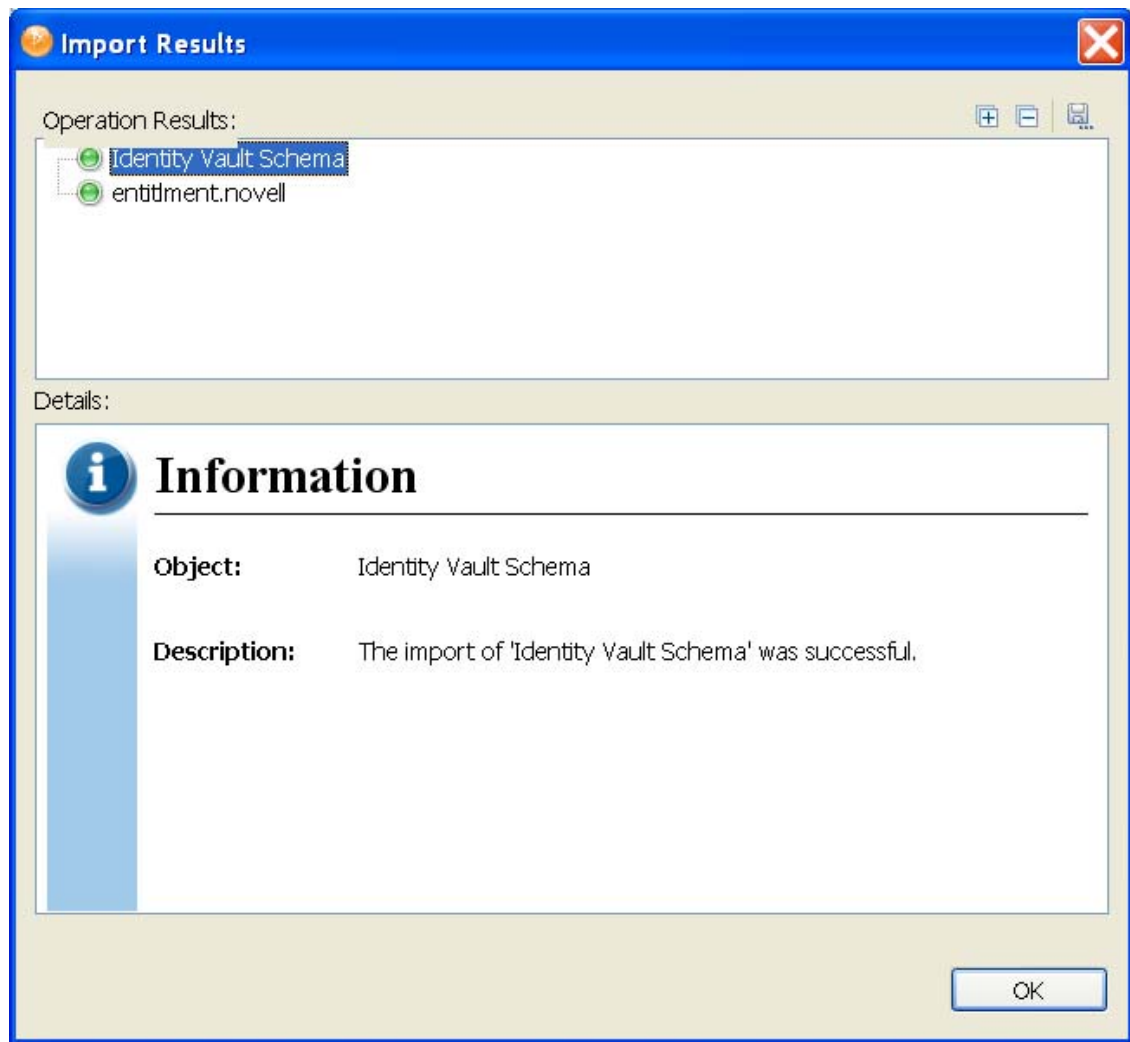 Import Results
Operation Results:
Identity Vault Schema
entitlment.novell
Details:
Information
Object: Identity Vault Schema
Description: The import of 'Identity Vault Schema' was successful.
OK